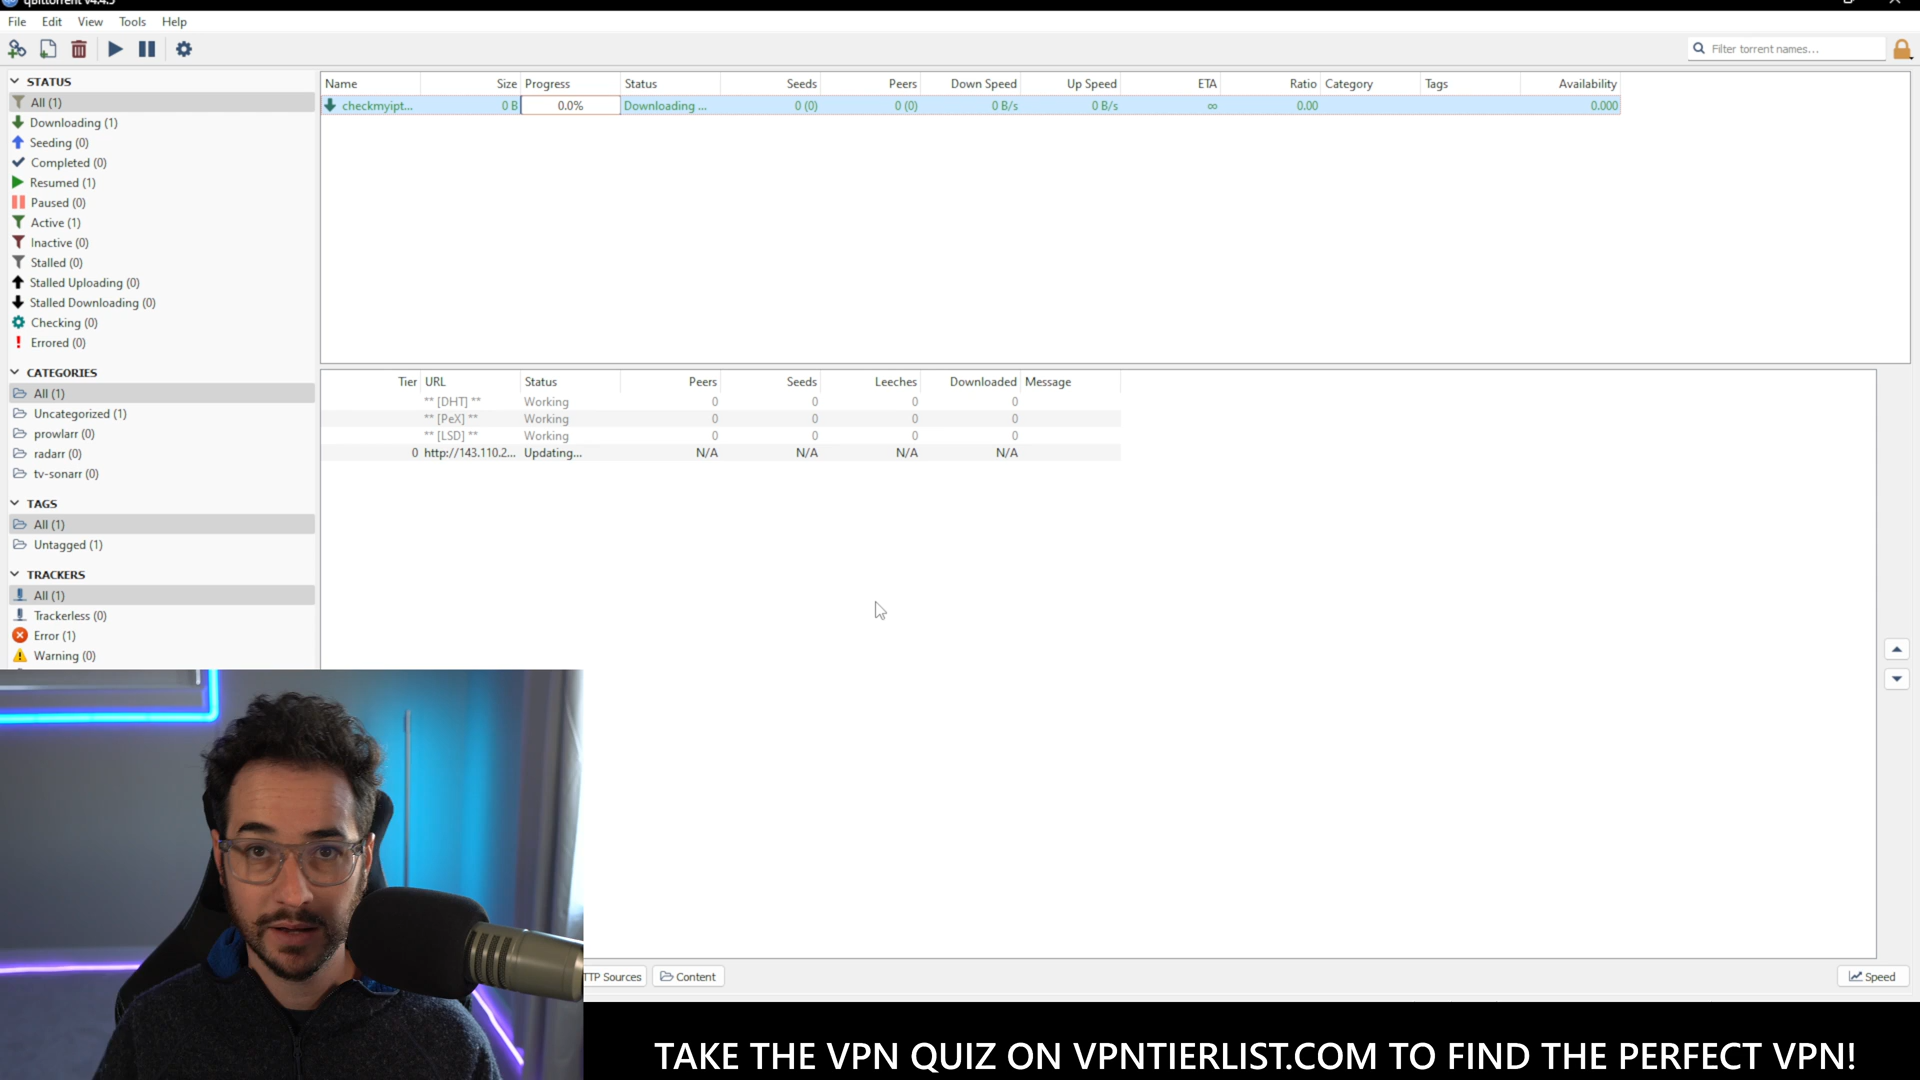 qBittorrent v4.4.5
File Edit View Tools Help
Filter torrent names...
STATUS
All (1)
Downloading (1)
Seeding (0)
Completed (0)
Resumed (1)
Paused (0)
Active (1)
Inactive (0)
Stalled (0)
Stalled Uploading (0)
Stalled Downloading (0)
Checking (0)
Errored (0)
CATEGORIES
All (1)
Uncategorized (1)
prowlarr (0)
radarr (0)
tv-sonarr (0)
TAGS
All (1)
Untagged (1)
TRACKERS
All (1)
Trackerless (0)
Error (1)
Warning (0)
Name Size Progress Status Seeds Peers Down Speed Up Speed ETA Ratio Category Tags Availability
checkmyipt... 0 B 0.0% Downloading ... 0 (0) 0 (0) 0 B/s 0 B/s ∞ 0.00 0.000
Tier URL Status Peers Seeds Leeches Downloaded Message
** [DHT] ** Working 0 0 0 0
** [PeX] ** Working 0 0 0 0
** [LSD] ** Working 0 0 0 0
0 http://143.110.2... Updating... N/A N/A N/A N/A
TTP Sources Content Speed
TAKE THE VPN QUIZ ON VPNTIERLIST.COM TO FIND THE PERFECT VPN!